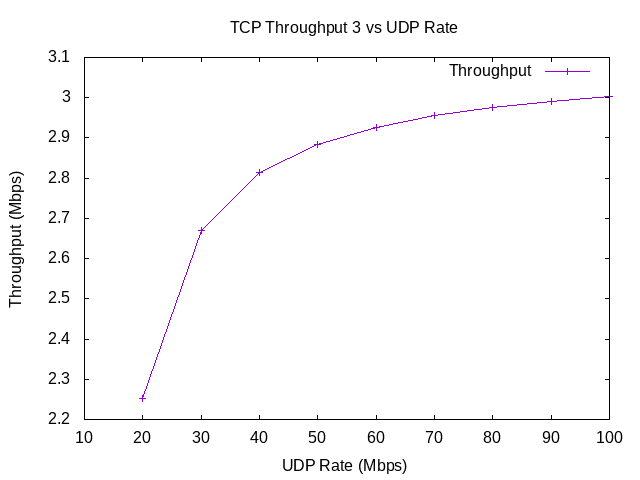 TCP Throughput 3 vs UDP Rate
3.1
3
2.9
2.8
2.7
2.6
2.5
2.4
2.3
2.2
Throughput
Throughput (Mbps)
10 20 30 40 50 60 70 80 90 100
UDP Rate (Mbps)